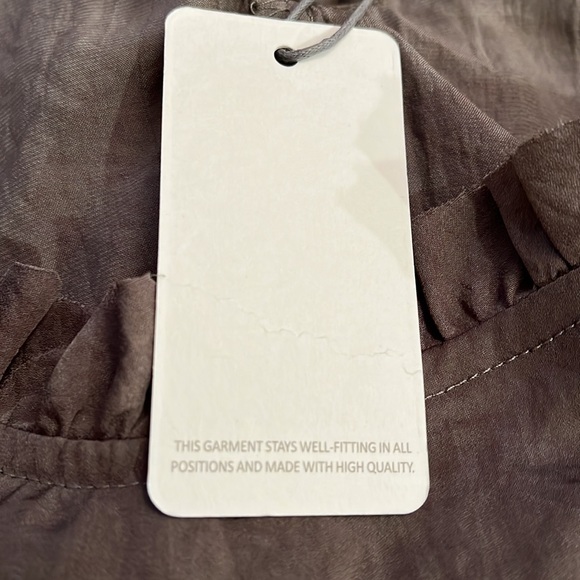 THIS GARMENT STAYS WELL-FITTING IN ALL
POSITIONS AND MADE WITH HIGH QUALITY.